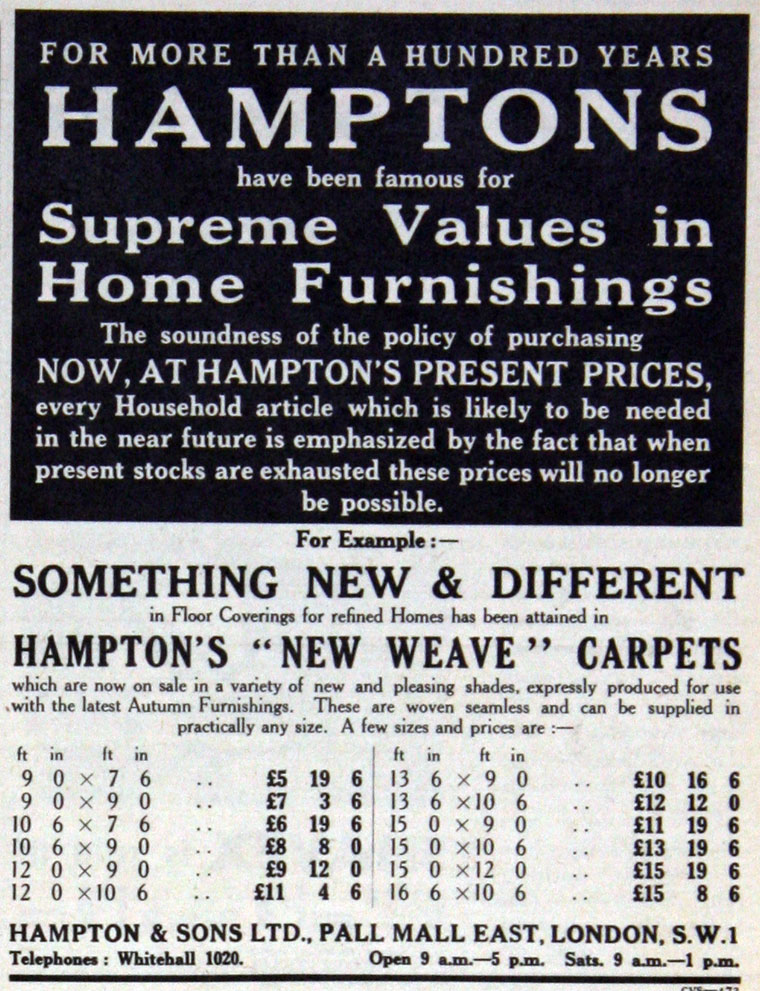 FOR MORE THAN A HUNDRED YEARS
HAMPTONS
have been famous for
Supreme Values in
Home Furnishings
The soundness of the policy of purchasing
NOW, AT HAMPTON'S PRESENT PRICES,
every Household article which is likely to be needed
in the near future is emphasized by the fact that when
present stocks are exhausted these prices will no longer
be possible.
For Example :—
SOMETHING NEW & DIFFERENT
in Floor Coverings for refined Homes has been attained in
HAMPTON'S “NEW WEAVE” CARPETS
which are now on sale in a variety of new and pleasing shades, expressly produced for use
with the latest Autumn Furnishings. These are woven seamless and can be supplied in
practically any size. A few sizes and prices are :—
ft in ft in
9 0 × 7 6 .. £5 19 6
9 0 × 9 0 .. £7 3 6
10 6 × 7 6 .. £6 19 6
10 6 × 9 0 .. £8 8 0
12 0 × 9 0 .. £9 12 0
12 0 ×10 6 .. £11 4 6
ft in ft in
13 6 × 9 0 .. £10 16 6
13 6 ×10 6 .. £12 12 0
15 0 × 9 0 .. £11 19 6
15 0 ×10 6 .. £13 19 6
15 0 ×12 0 .. £15 19 6
16 6 ×10 6 .. £15 8 6
HAMPTON & SONS LTD., PALL MALL EAST, LONDON, S.W.1
Telephones : Whitehall 1020. Open 9 a.m.—5 p.m. Sats. 9 a.m.—1 p.m.